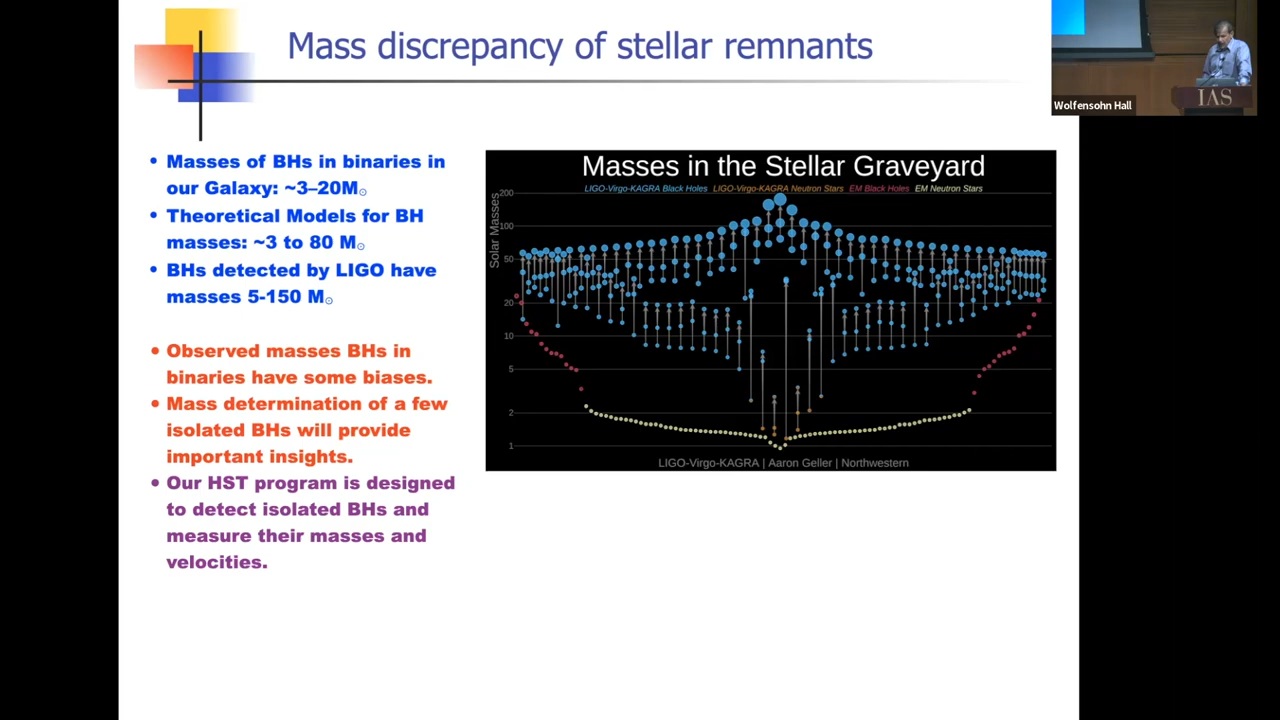 Mass discrepancy of stellar remnants
IAS
Wolfensohn Hall
• Masses of BHs in binaries in
our Galaxy: ~3–20M☉
• Theoretical Models for BH
masses: ~3 to 80 M☉
• BHs detected by LIGO have
masses 5-150 M☉
• Observed masses BHs in
binaries have some biases.
• Mass determination of a few
isolated BHs will provide
important insights.
• Our HST program is designed
to detect isolated BHs and
measure their masses and
velocities.
Masses in the Stellar Graveyard
LIGO-Virgo-KAGRA Black Holes LIGO-Virgo-KAGRA Neutron Stars EM Black Holes EM Neutron Stars
Solar Masses
200
100
50
20
10
5
2
1
LIGO-Virgo-KAGRA | Aaron Geller | Northwestern